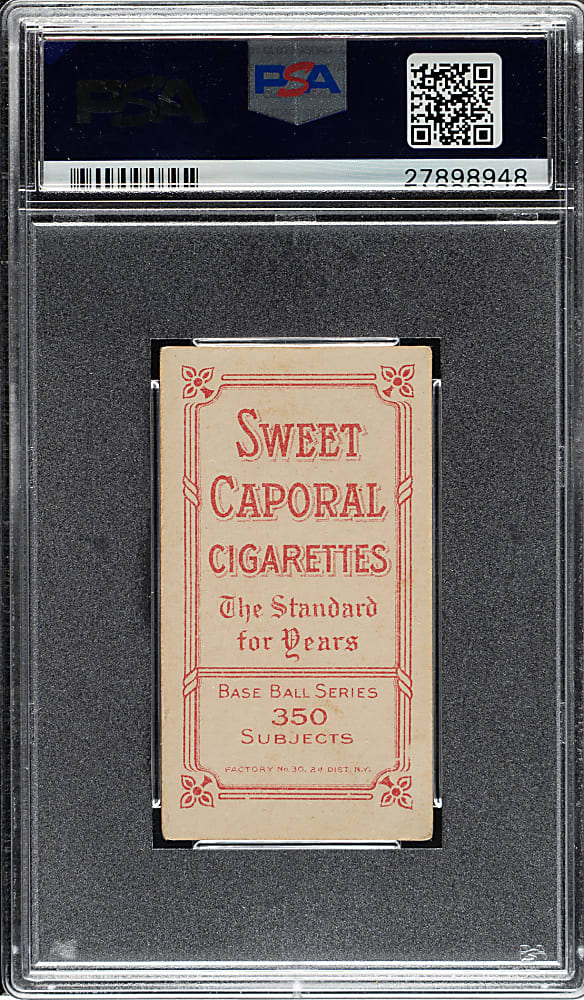 PSA
PSA
27898948
SWEET
CAPORAL
CIGARETTES
The Standard
for Years
BASE BALL SERIES
350
SUBJECTS
FACTORY No. 30, 2d DIST. N.Y.